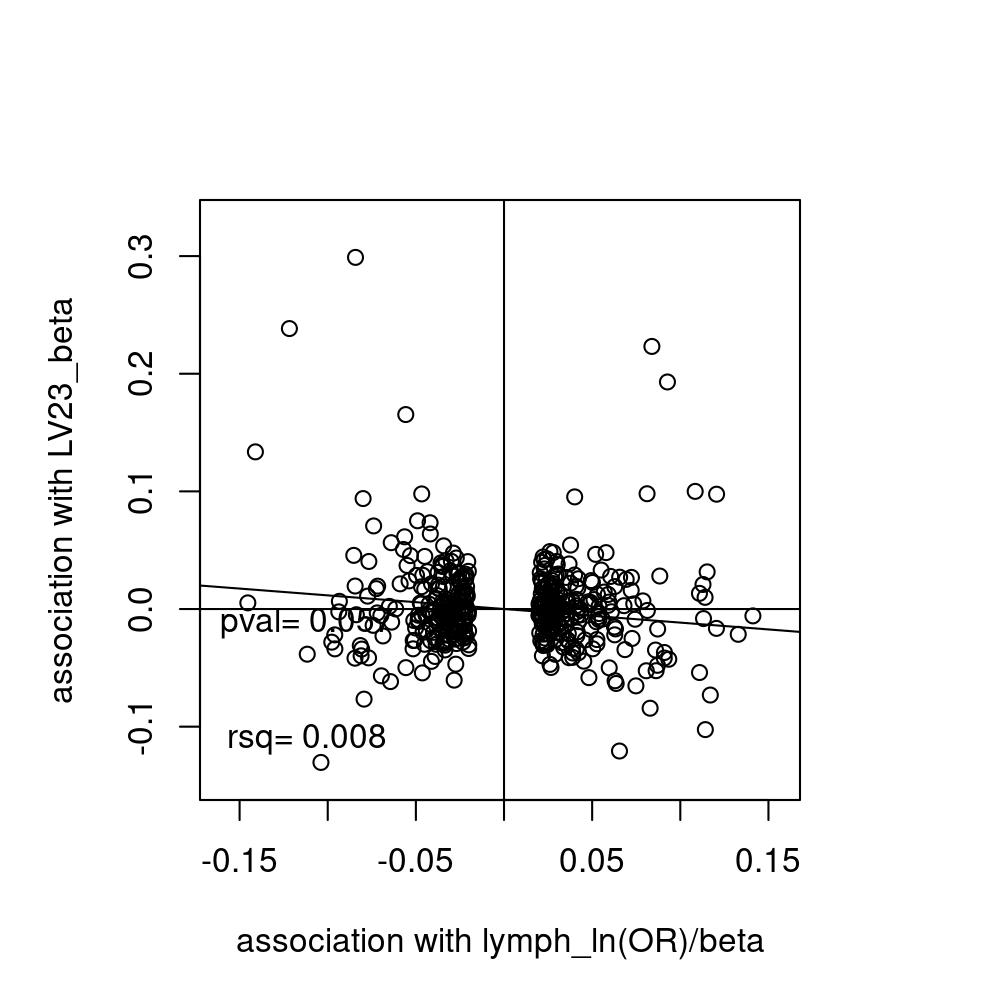 0.3
0.2
0.1
0.0
-0.1
association with LV23_beta
pval=
rsq= 0.008
-0.15
-0.05
0.05
0.15
association with lymph_ln(OR)/beta